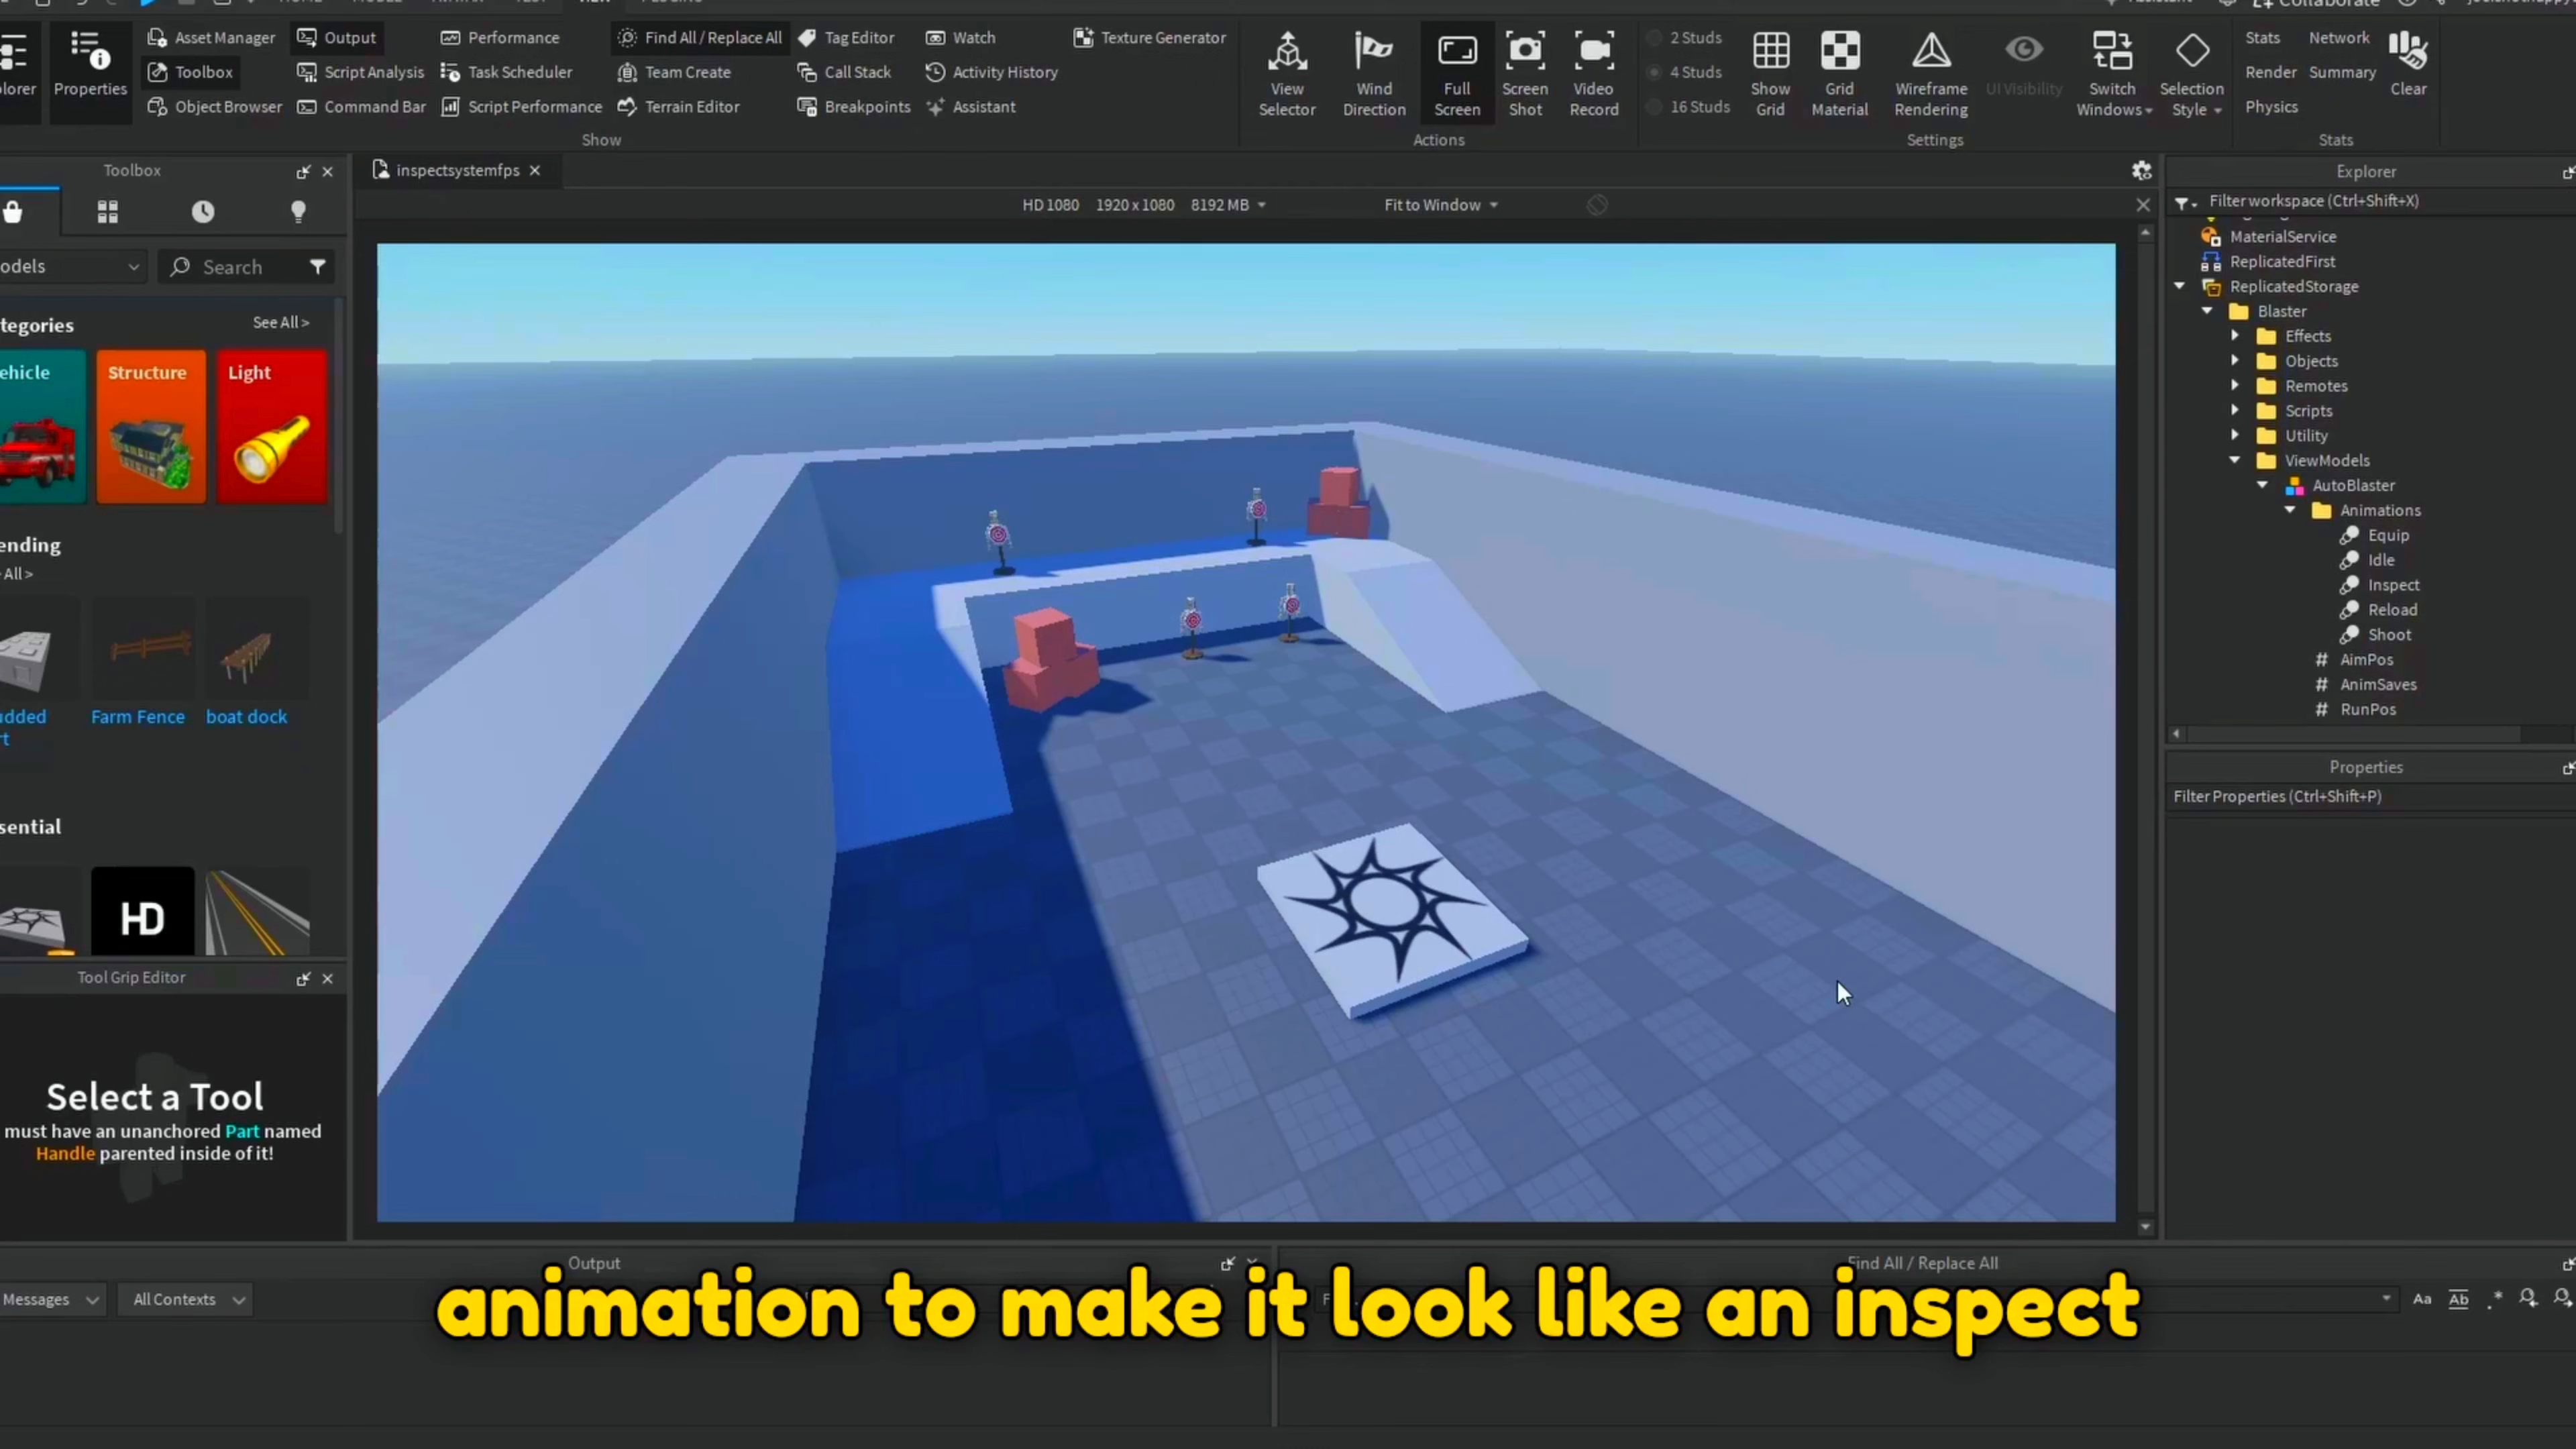 Asset Manager
Output
Performance
Find All / Replace All
Tag Editor
Watch
Texture Generator
Toolbox
Script Analysis
Task Scheduler
Team Create
Call Stack
Activity History
Object Browser
Command Bar
Script Performance
Terrain Editor
Breakpoints
Assistant
Show
Properties
View
Selector
Wind
Direction
Full
Screen
Screen
Shot
Video
Record
Actions
2 Studs
4 Studs
16 Studs
Show
Grid
Grid
Material
Wireframe
Rendering
UI Visibility
Switch
Windows
Selection
Style
Settings
Stats
Network
Render
Summary
Physics
Clear
Stats
Toolbox
inspectsystemfps
HD 1080 1920 x 1080 8192 MB
Fit to Window
odels
Search
tegories
See All >
ehicle
Structure
Light
ending
All >
udded
rt
Farm Fence
boat dock
sential
HD
Tool Grip Editor
Select a Tool
must have an unanchored Part named
Handle parented inside of it!
Explorer
Filter workspace (Ctrl+Shift+X)
MaterialService
ReplicatedFirst
ReplicatedStorage
Blaster
Effects
Objects
Remotes
Scripts
Utility
ViewModels
AutoBlaster
Animations
Equip
Idle
Inspect
Reload
Shoot
# AimPos
# AnimSaves
# RunPos
Properties
Filter Properties (Ctrl+Shift+P)
Output
Messages
All Contexts
Find All / Replace All
Aa
Ab
.*
animation to make it look like an inspect